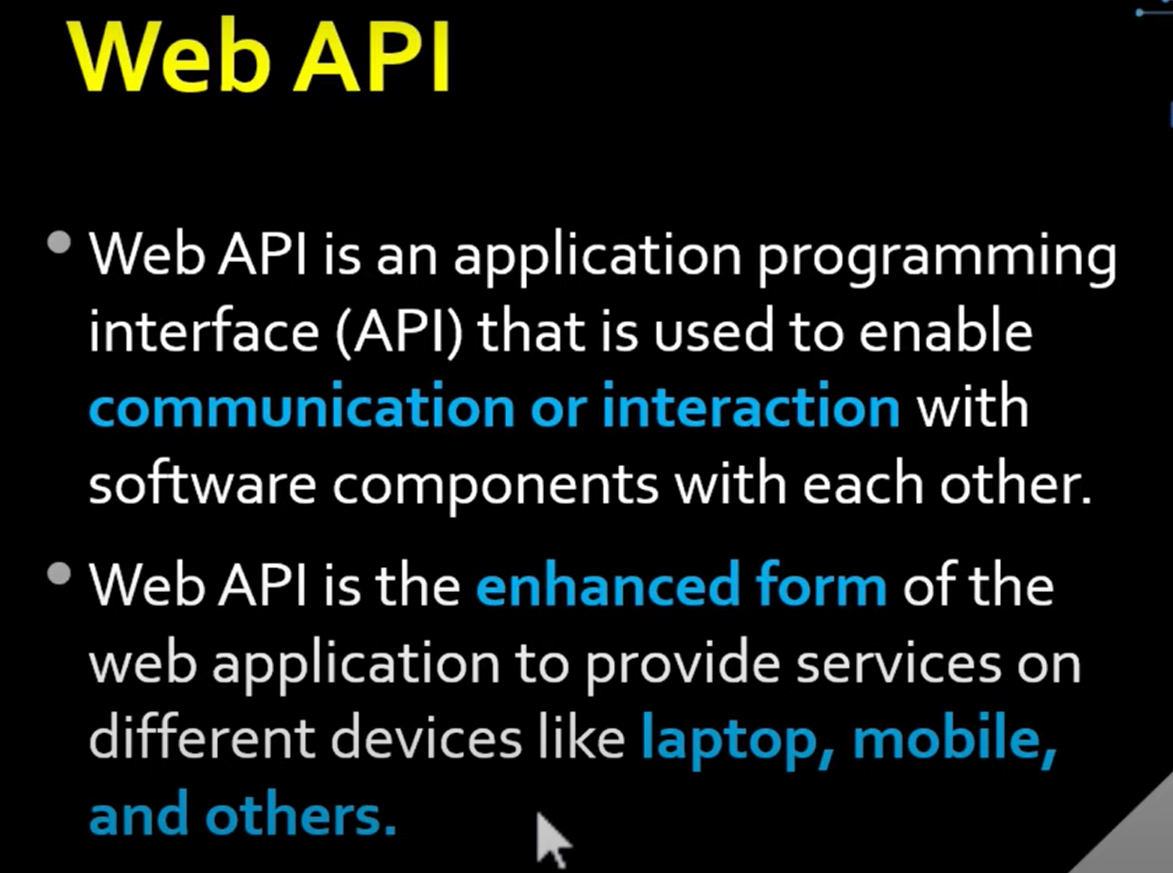 Web API
Web API is an application programming
interface (API) that is used to enable
communication or interaction with
software components with each other.
Web API is the enhanced form of the
web application to provide services on
different devices like laptop, mobile,
and others.